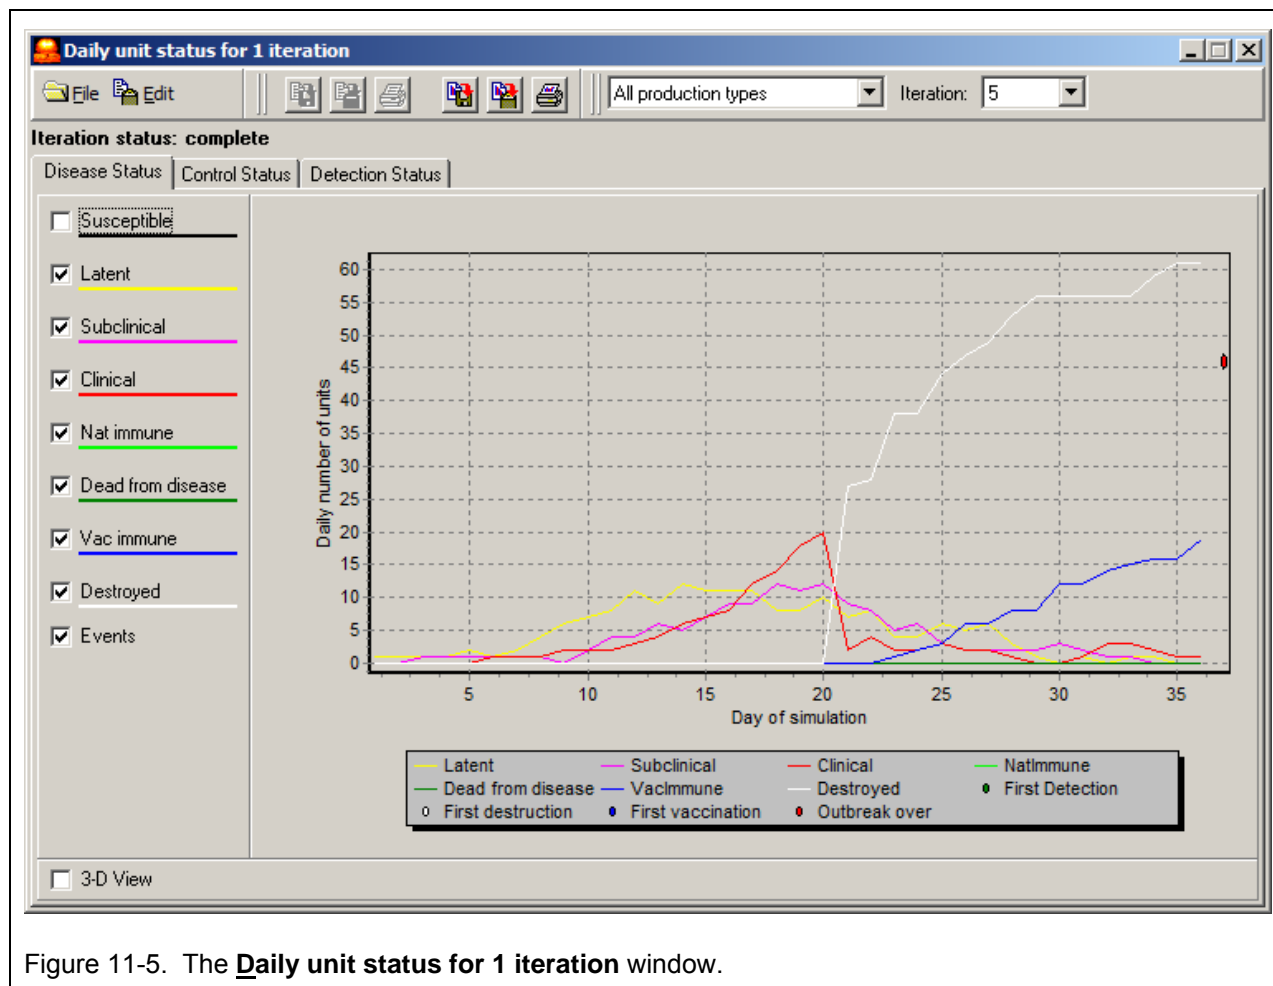 Daily unit status for 1 iteration
File Edit All production types Iteration: 5
Iteration status: complete
Disease Status Control Status Detection Status
Susceptible
Latent
Subclinical
Clinical
Nat immune
Dead from disease
Vac immune
Destroyed
Events
Daily number of units
60
55
50
45
40
35
30
25
20
15
10
5
0
5 10 15 20 25 30 35
Day of simulation
Latent Subclinical Clinical NatImmune
Dead from disease VacImmune Destroyed First Detection
First destruction First vaccination Outbreak over
3-D View
Figure 11-5. The Daily unit status for 1 iteration window.